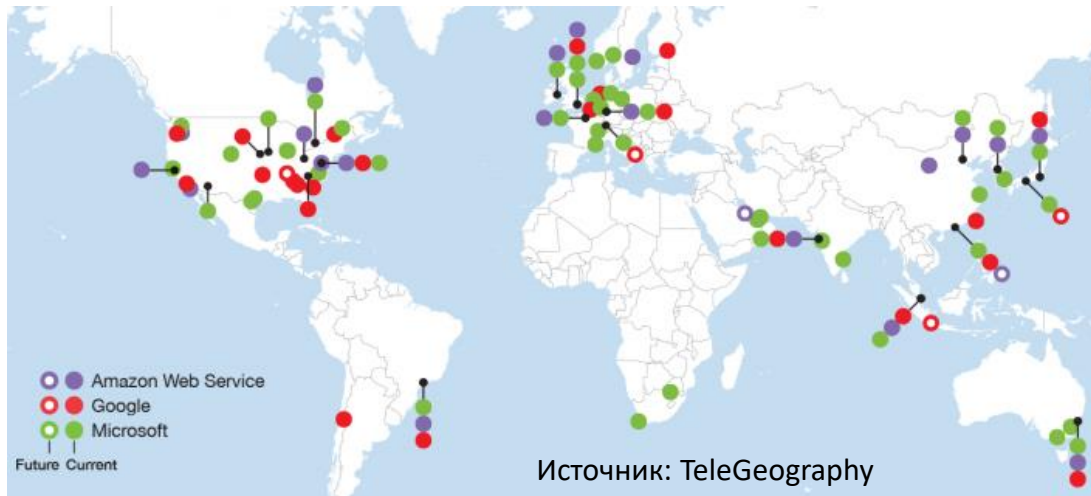 Amazon Web Service
Google
Microsoft
Future Current
Источник: TeleGeography